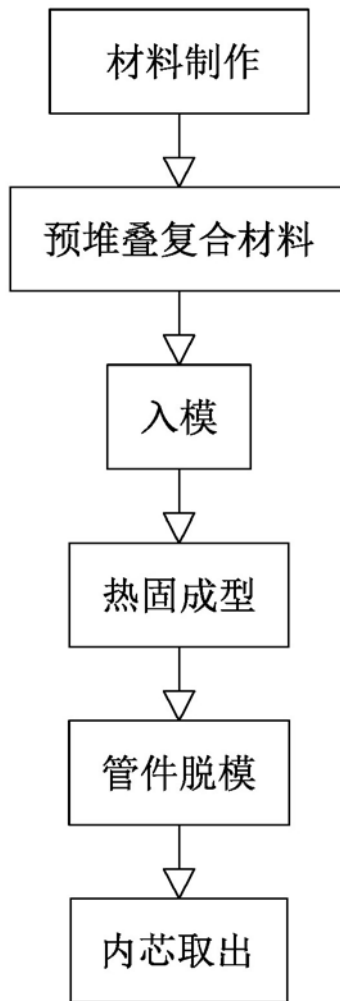 材料制作
预堆叠复合材料
入模
热固成型
管件脱模
内芯取出